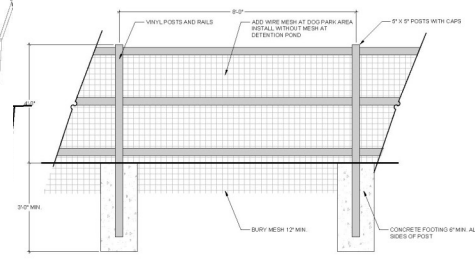 8'-0"
VINYL POSTS AND RAILS
ADD WIRE MESH AT DOG PARK AREA
INSTALL WITHOUT MESH AT
DETENTION POND
5" X 5" POSTS WITH CAPS
4'-0"
3'-0" MIN.
BURY MESH 12" MIN.
CONCRETE FOOTING 6" MIN. AL
SIDES OF POST